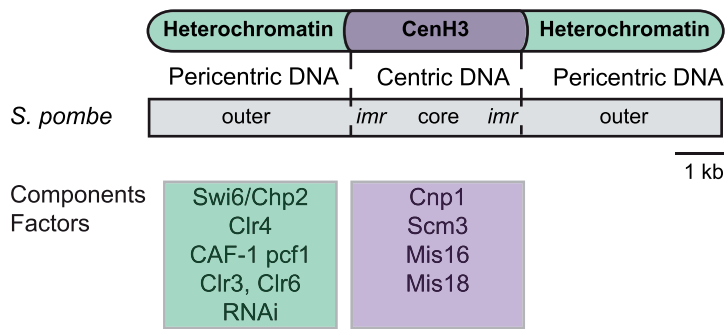 Heterochromatin CenH3 Heterochromatin
Pericentric DNA Centric DNA Pericentric DNA
S. pombe outer imr core imr outer
1 kb
Components
Factors
Swi6/Chp2
Clr4
CAF-1 pcf1
Clr3, Clr6
RNAi
Cnp1
Scm3
Mis16
Mis18